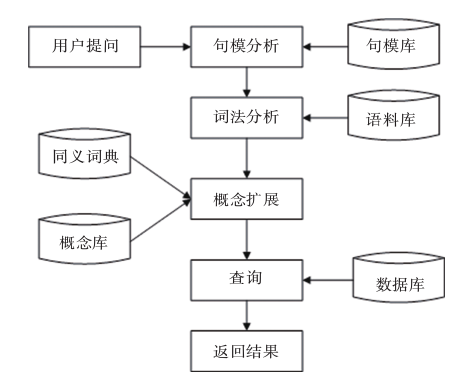 用户提问
句模分析
句模库
词法分析
语料库
同义词典
概念扩展
概念库
查询
数据库
返回结果